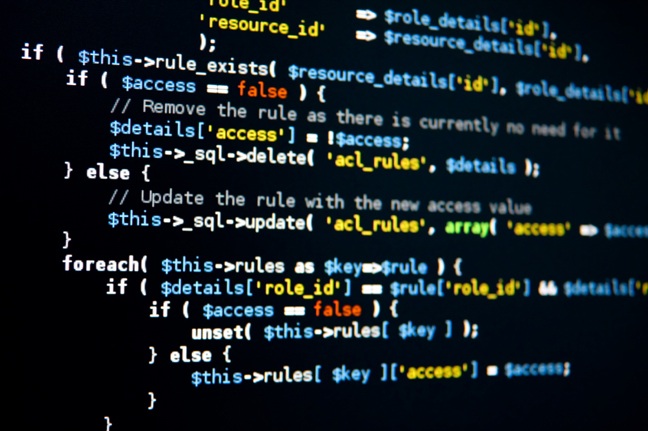 'role_id' => $role_details['id'],
'resource_id' => $resource_details['id'],
);
if ( $this->rule_exists( $resource_details['id'], $role_details['id
if ( $access == false ) {
// Remove the rule as there is currently no need for it
$details['access'] = !$access;
$this->_sql->delete( 'acl_rules', $details );
} else {
// Update the rule with the new access value
$this->_sql->update( 'acl_rules', array( 'access' => $access
}
foreach( $this->rules as $key=>$rule ) {
if ( $details['role_id'] == $rule['role_id'] && $details['r
if ( $access == false ) {
unset( $this->rules[ $key ] );
} else {
$this->rules[ $key ]['access'] = $access;
}
}